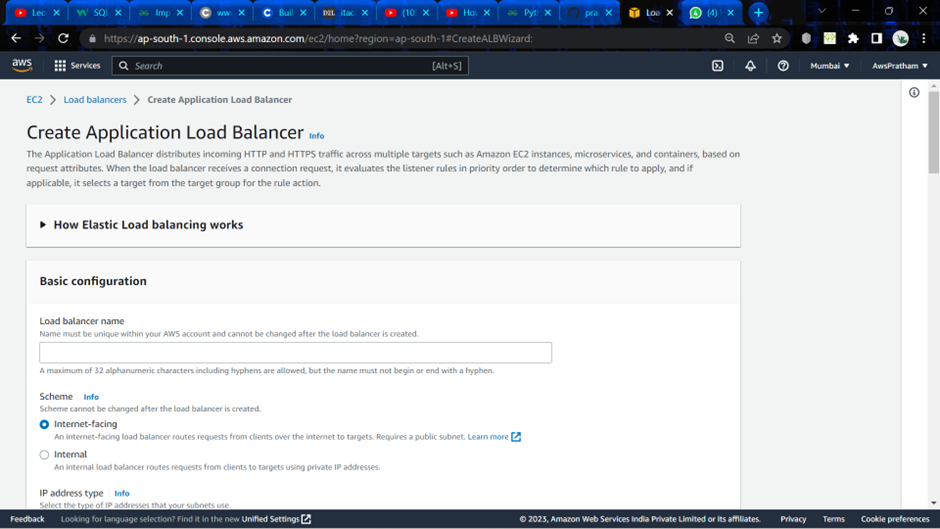 Lec
SQL
Imp
ww
Buil
DXL itac
(10
Hov
Pyt
pra
Loa
(4)
https://ap-south-1.console.aws.amazon.com/ec2/home?region=ap-south-1#CreateALBWizard:
aws Services Search [Alt+S] Mumbai AwsPratham
EC2 Load balancers Create Application Load Balancer
Create Application Load Balancer Info
The Application Load Balancer distributes incoming HTTP and HTTPS traffic across multiple targets such as Amazon EC2 instances, microservices, and containers, based on
request attributes. When the load balancer receives a connection request, it evaluates the listener rules in priority order to determine which rule to apply, and if
applicable, it selects a target from the target group for the rule action.
How Elastic Load balancing works
Basic configuration
Load balancer name
Name must be unique within your AWS account and cannot be changed after the load balancer is created.
A maximum of 32 alphanumeric characters including hyphens are allowed, but the name must not begin or end with a hyphen.
Scheme Info
Scheme cannot be changed after the load balancer is created.
Internet-facing
An internet-facing load balancer routes requests from clients over the internet to targets. Requires a public subnet. Learn more
Internal
An internal load balancer routes requests from clients to targets using private IP addresses.
IP address type Info
Select the type of IP addresses that your subnets use.
Feedback Looking for language selection? Find it in the new Unified Settings © 2023, Amazon Web Services India Private Limited or its affiliates. Privacy Terms Cookie preferences